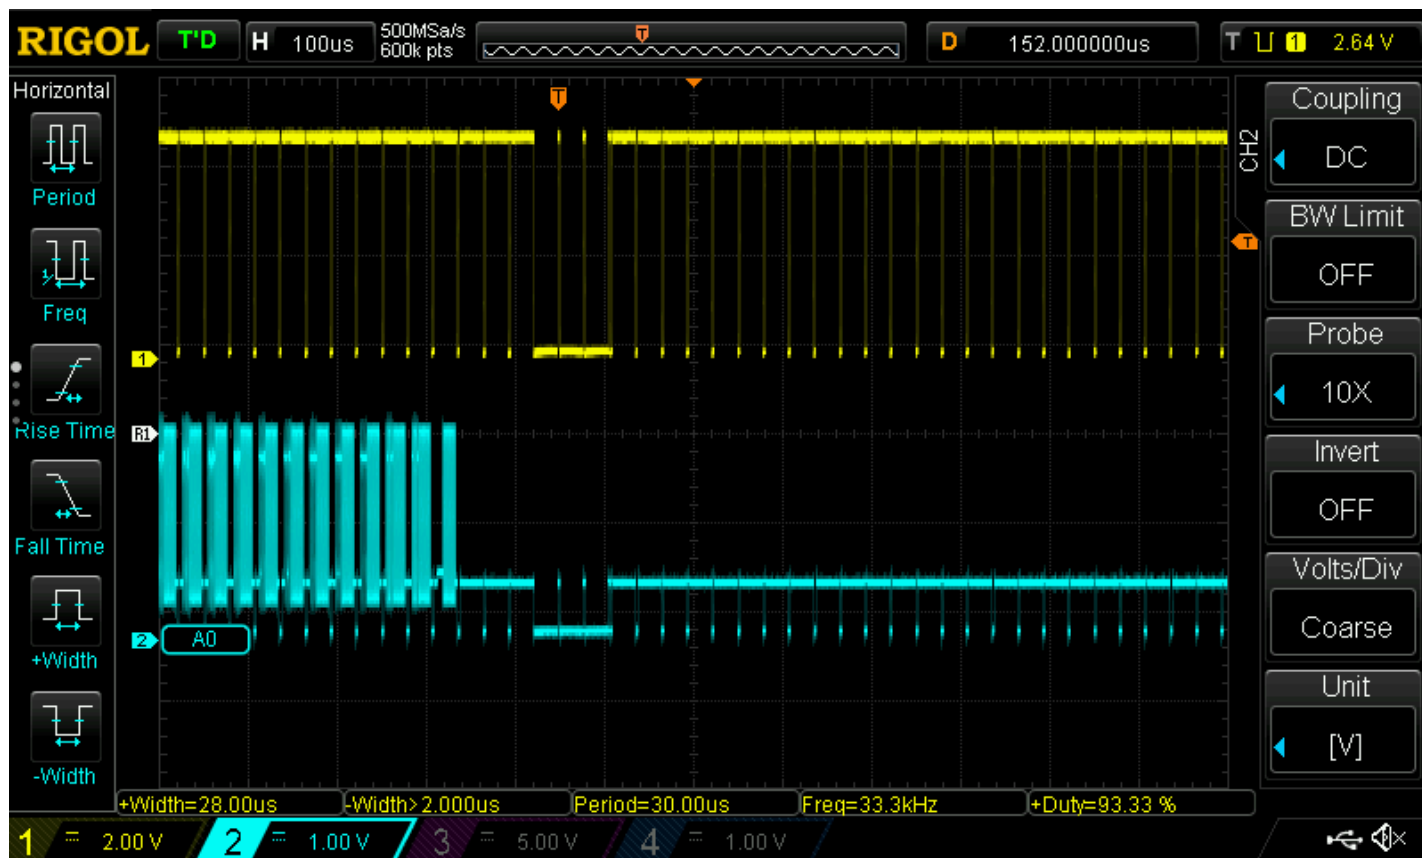 RIGOL T'D H 100us 500MSa/s 600k pts T D 152.000000us T 1 2.64 V
Horizontal
Period
Freq
Rise Time
Fall Time
+Width
-Width
T
1
R1
2 A0
T
CH2
Coupling
DC
BW Limit
OFF
Probe
10X
Invert
OFF
Volts/Div
Coarse
Unit
[V]
+Width=28.00us -Width>2.000us Period=30.00us Freq=33.3kHz +Duty=93.33 %
1 2.00 V 2 1.00 V 3 5.00 V 4 1.00 V